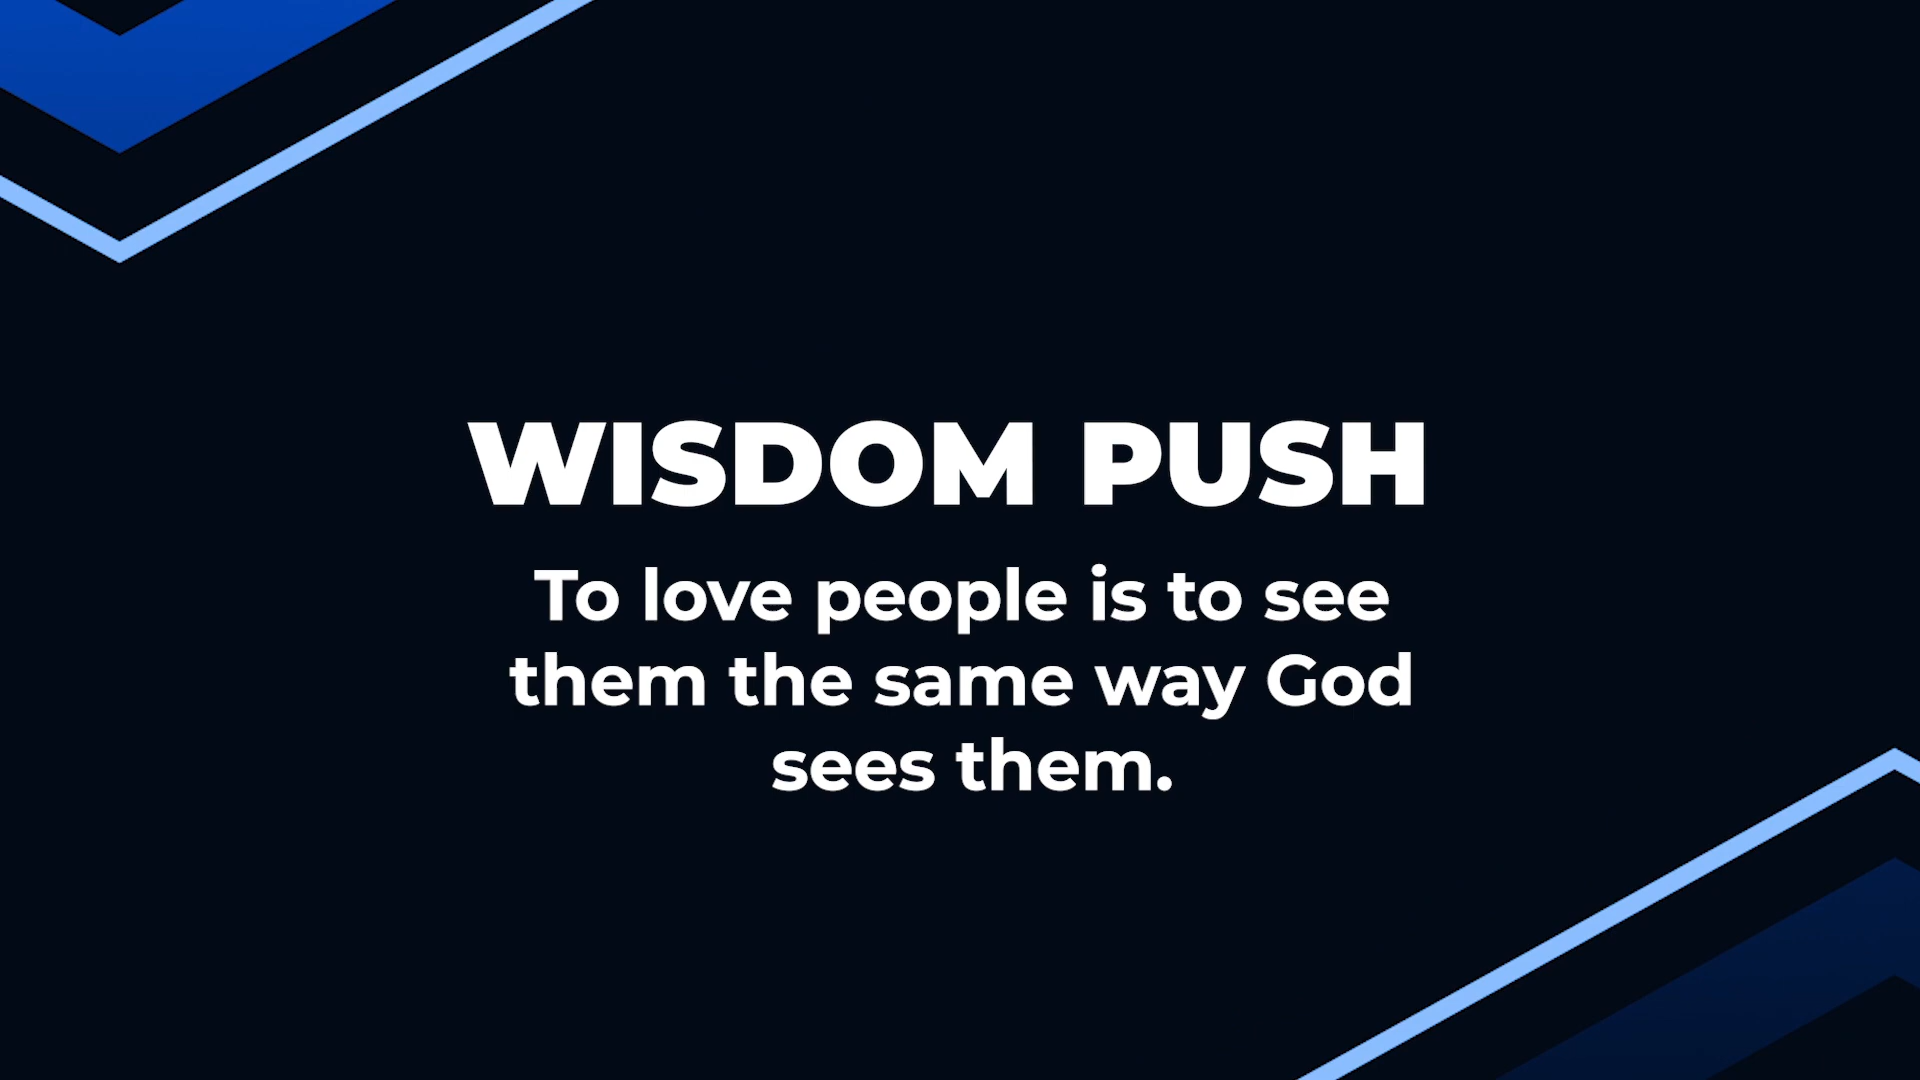 WISDOM PUSH
To love people is to see
them the same way God
sees them.